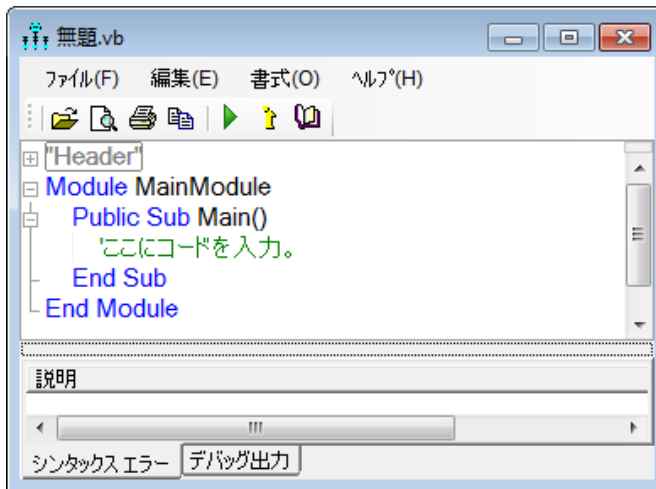 無題.vb
ファイル(F) 編集(E) 書式(O) ヘルプ(H)
"Header"
Module MainModule
Public Sub Main()
'ここにコードを入力。
End Sub
End Module
説明
シンタックス エラー デバッグ出力